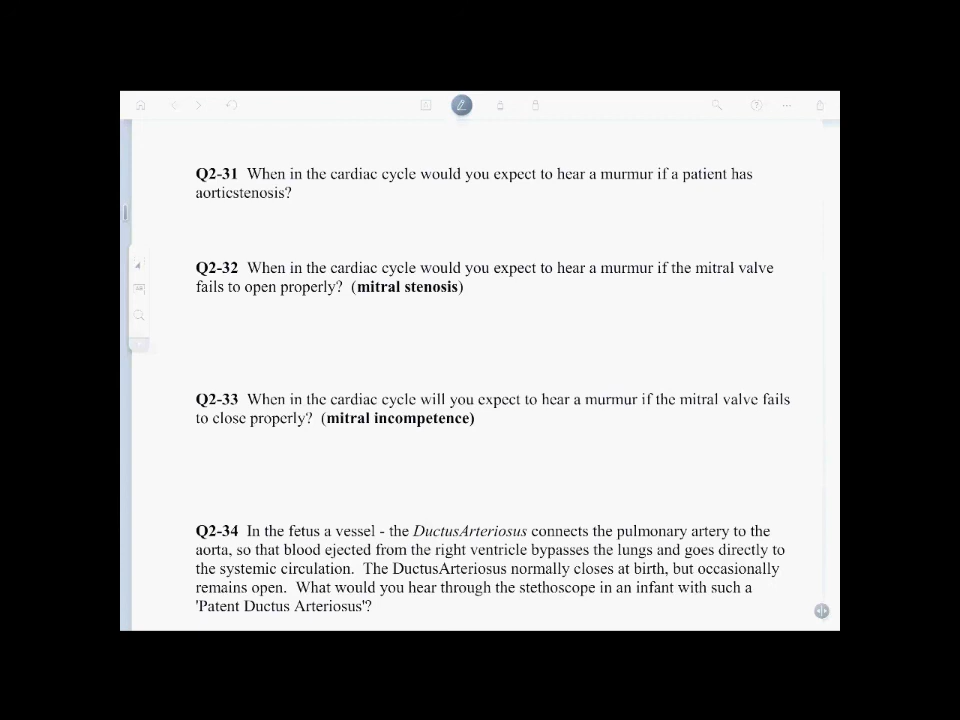 Q2-31 When in the cardiac cycle would you expect to hear a murmur if a patient has
aorticstenosis?
Q2-32 When in the cardiac cycle would you expect to hear a murmur if the mitral valve
fails to open properly? (mitral stenosis)
Q2-33 When in the cardiac cycle will you expect to hear a murmur if the mitral valve fails
to close properly? (mitral incompetence)
Q2-34 In the fetus a vessel - the DuctusArteriosus connects the pulmonary artery to the
aorta, so that blood ejected from the right ventricle bypasses the lungs and goes directly to
the systemic circulation. The DuctusArteriosus normally closes at birth, but occasionally
remains open. What would you hear through the stethoscope in an infant with such a
'Patent Ductus Arteriosus'?